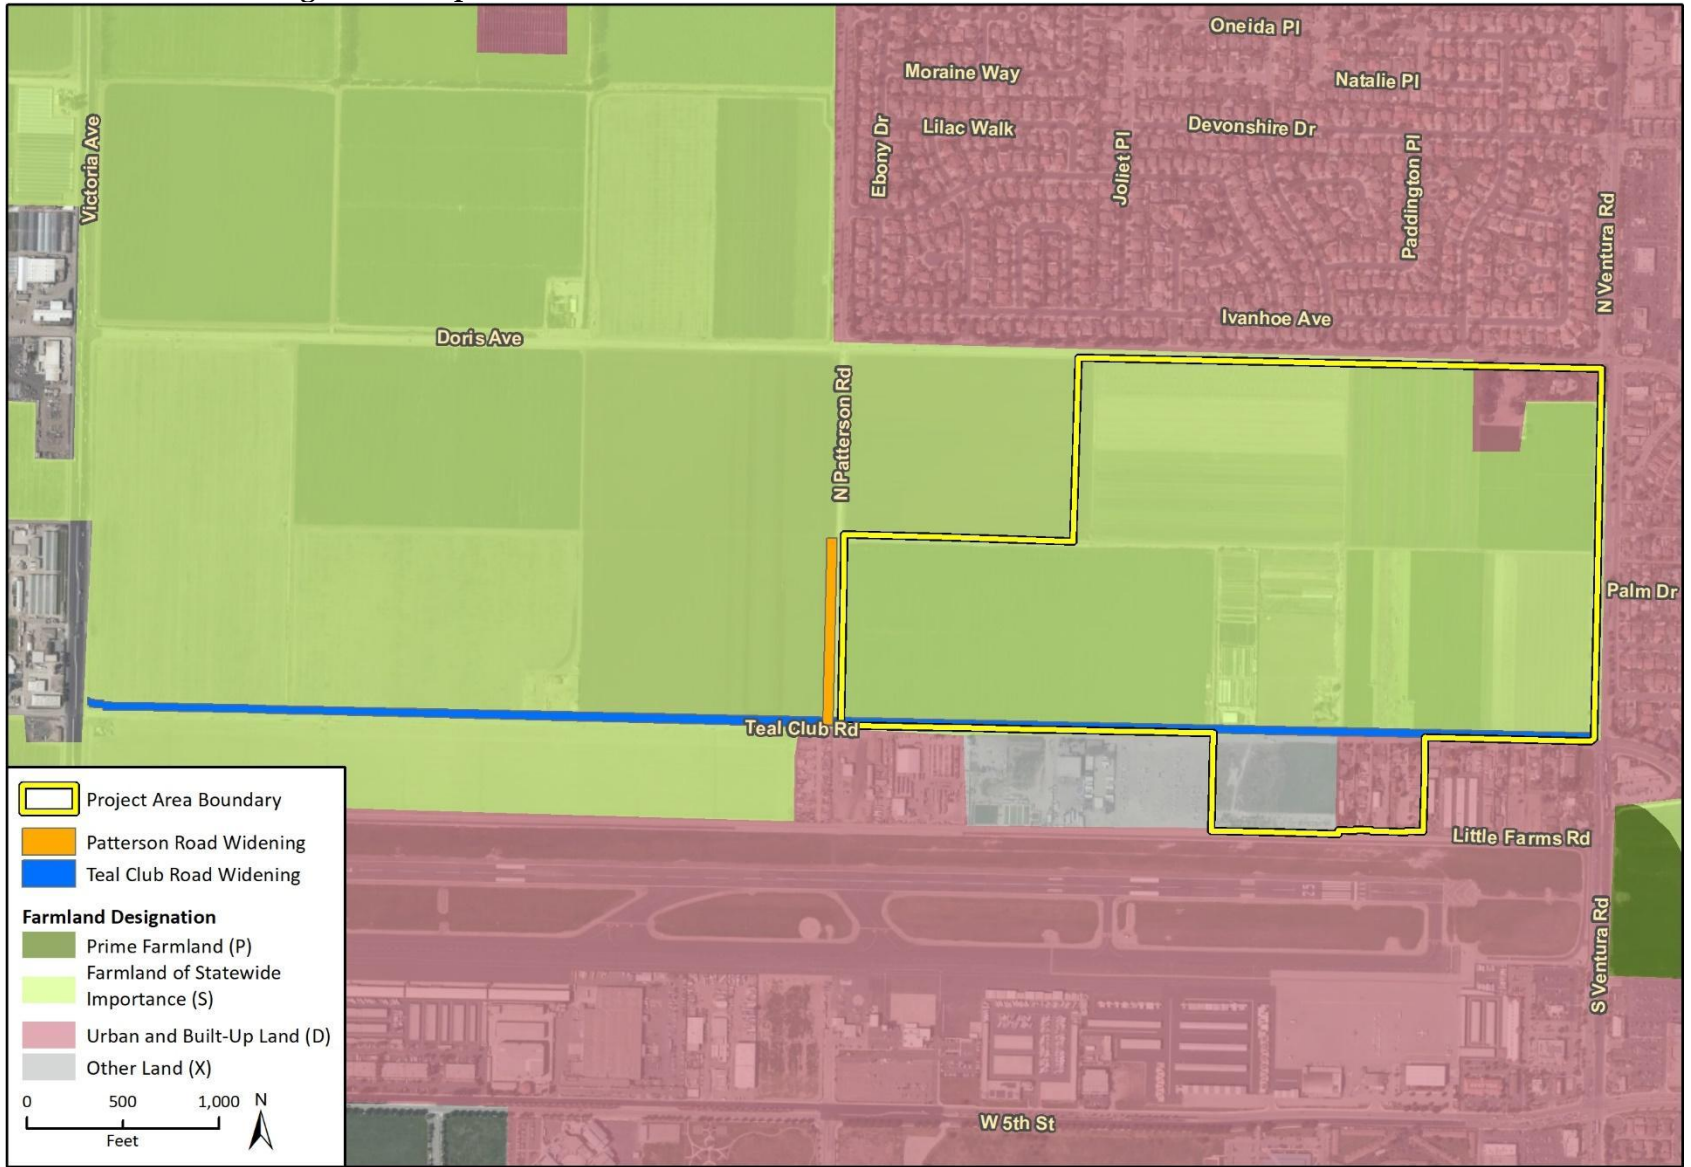 Oneida Pl
Moraine Way
Natalie Pl
Lilac Walk
Devonshire Dr
Ebony Dr
Joliet Pl
Paddington Pl
Victoria Ave
N Ventura Rd
Ivanhoe Ave
Doris Ave
N Patterson Rd
Palm Dr
Teal Club Rd
Little Farms Rd
S Ventura Rd
W 5th St
Project Area Boundary
Patterson Road Widening
Teal Club Road Widening
Farmland Designation
Prime Farmland (P)
Farmland of Statewide
Importance (S)
Urban and Built-Up Land (D)
Other Land (X)
0 500 1,000
Feet
N
25